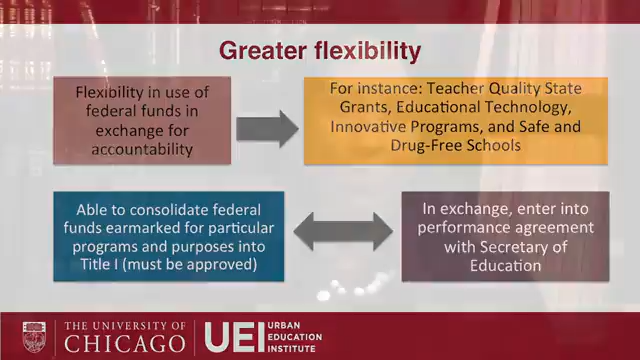 Greater flexibility
Flexibility in use of
federal funds in
exchange for
accountability
For instance: Teacher Quality State
Grants, Educational Technology,
Innovative Programs, and Safe and
Drug-Free Schools
Able to consolidate federal
funds earmarked for particular
programs and purposes into
Title I (must be approved)
In exchange, enter into
performance agreement
with Secretary of
Education
THE UNIVERSITY OF
CHICAGO
UEI
URBAN
EDUCATION
INSTITUTE